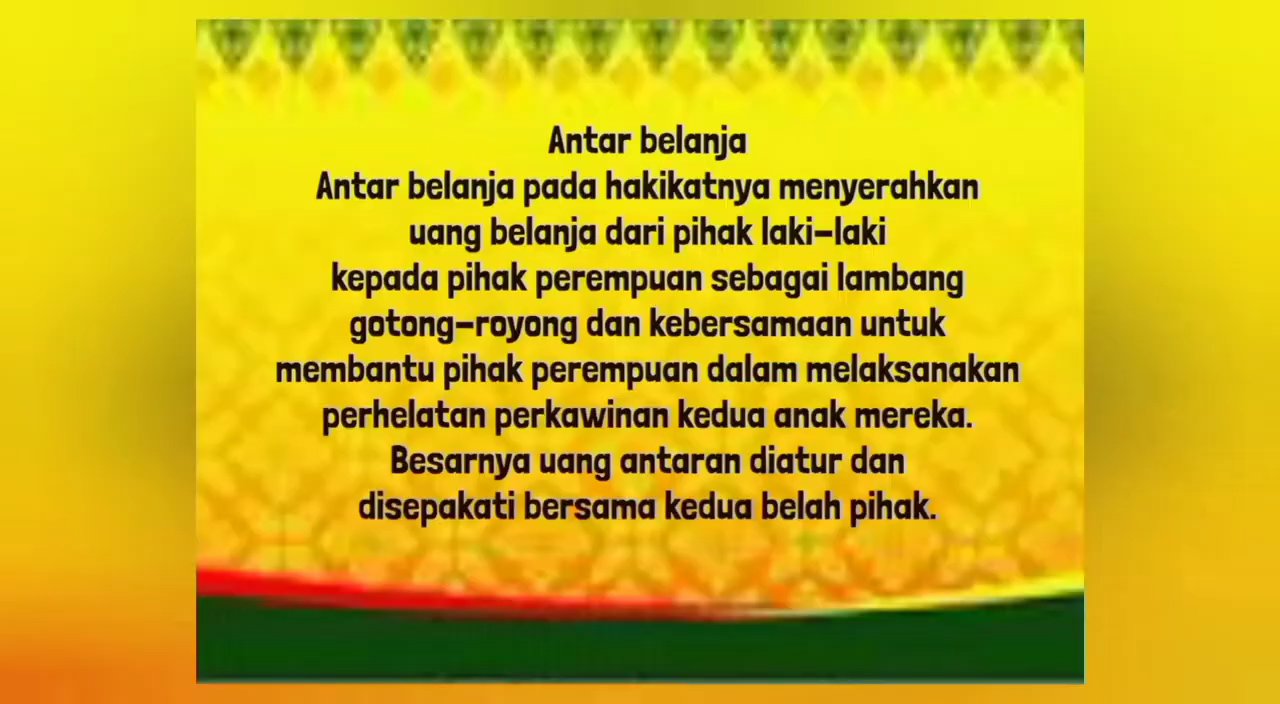 Antar belanja
Antar belanja pada hakikatnya menyerahkan
uang belanja dari pihak laki-laki
kepada pihak perempuan sebagai lambang
gotong-royong dan kebersamaan untuk
membantu pihak perempuan dalam melaksanakan
perhelatan perkawinan kedua anak mereka.
Besarnya uang antaran diatur dan
disepakati bersama kedua belah pihak.